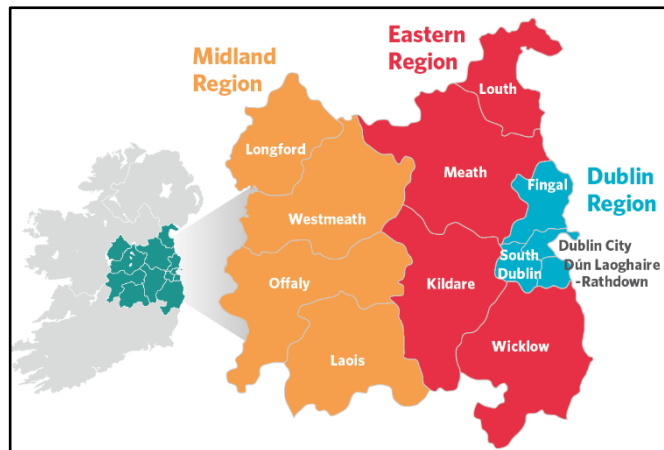 Midland
Region
Eastern
Region
Louth
Longford
Meath
Fingal
Dublin
Region
Westmeath
Dublin City
South
Dublin
Dún Laoghaire
-Rathdown
Offaly
Kildare
Laois
Wicklow